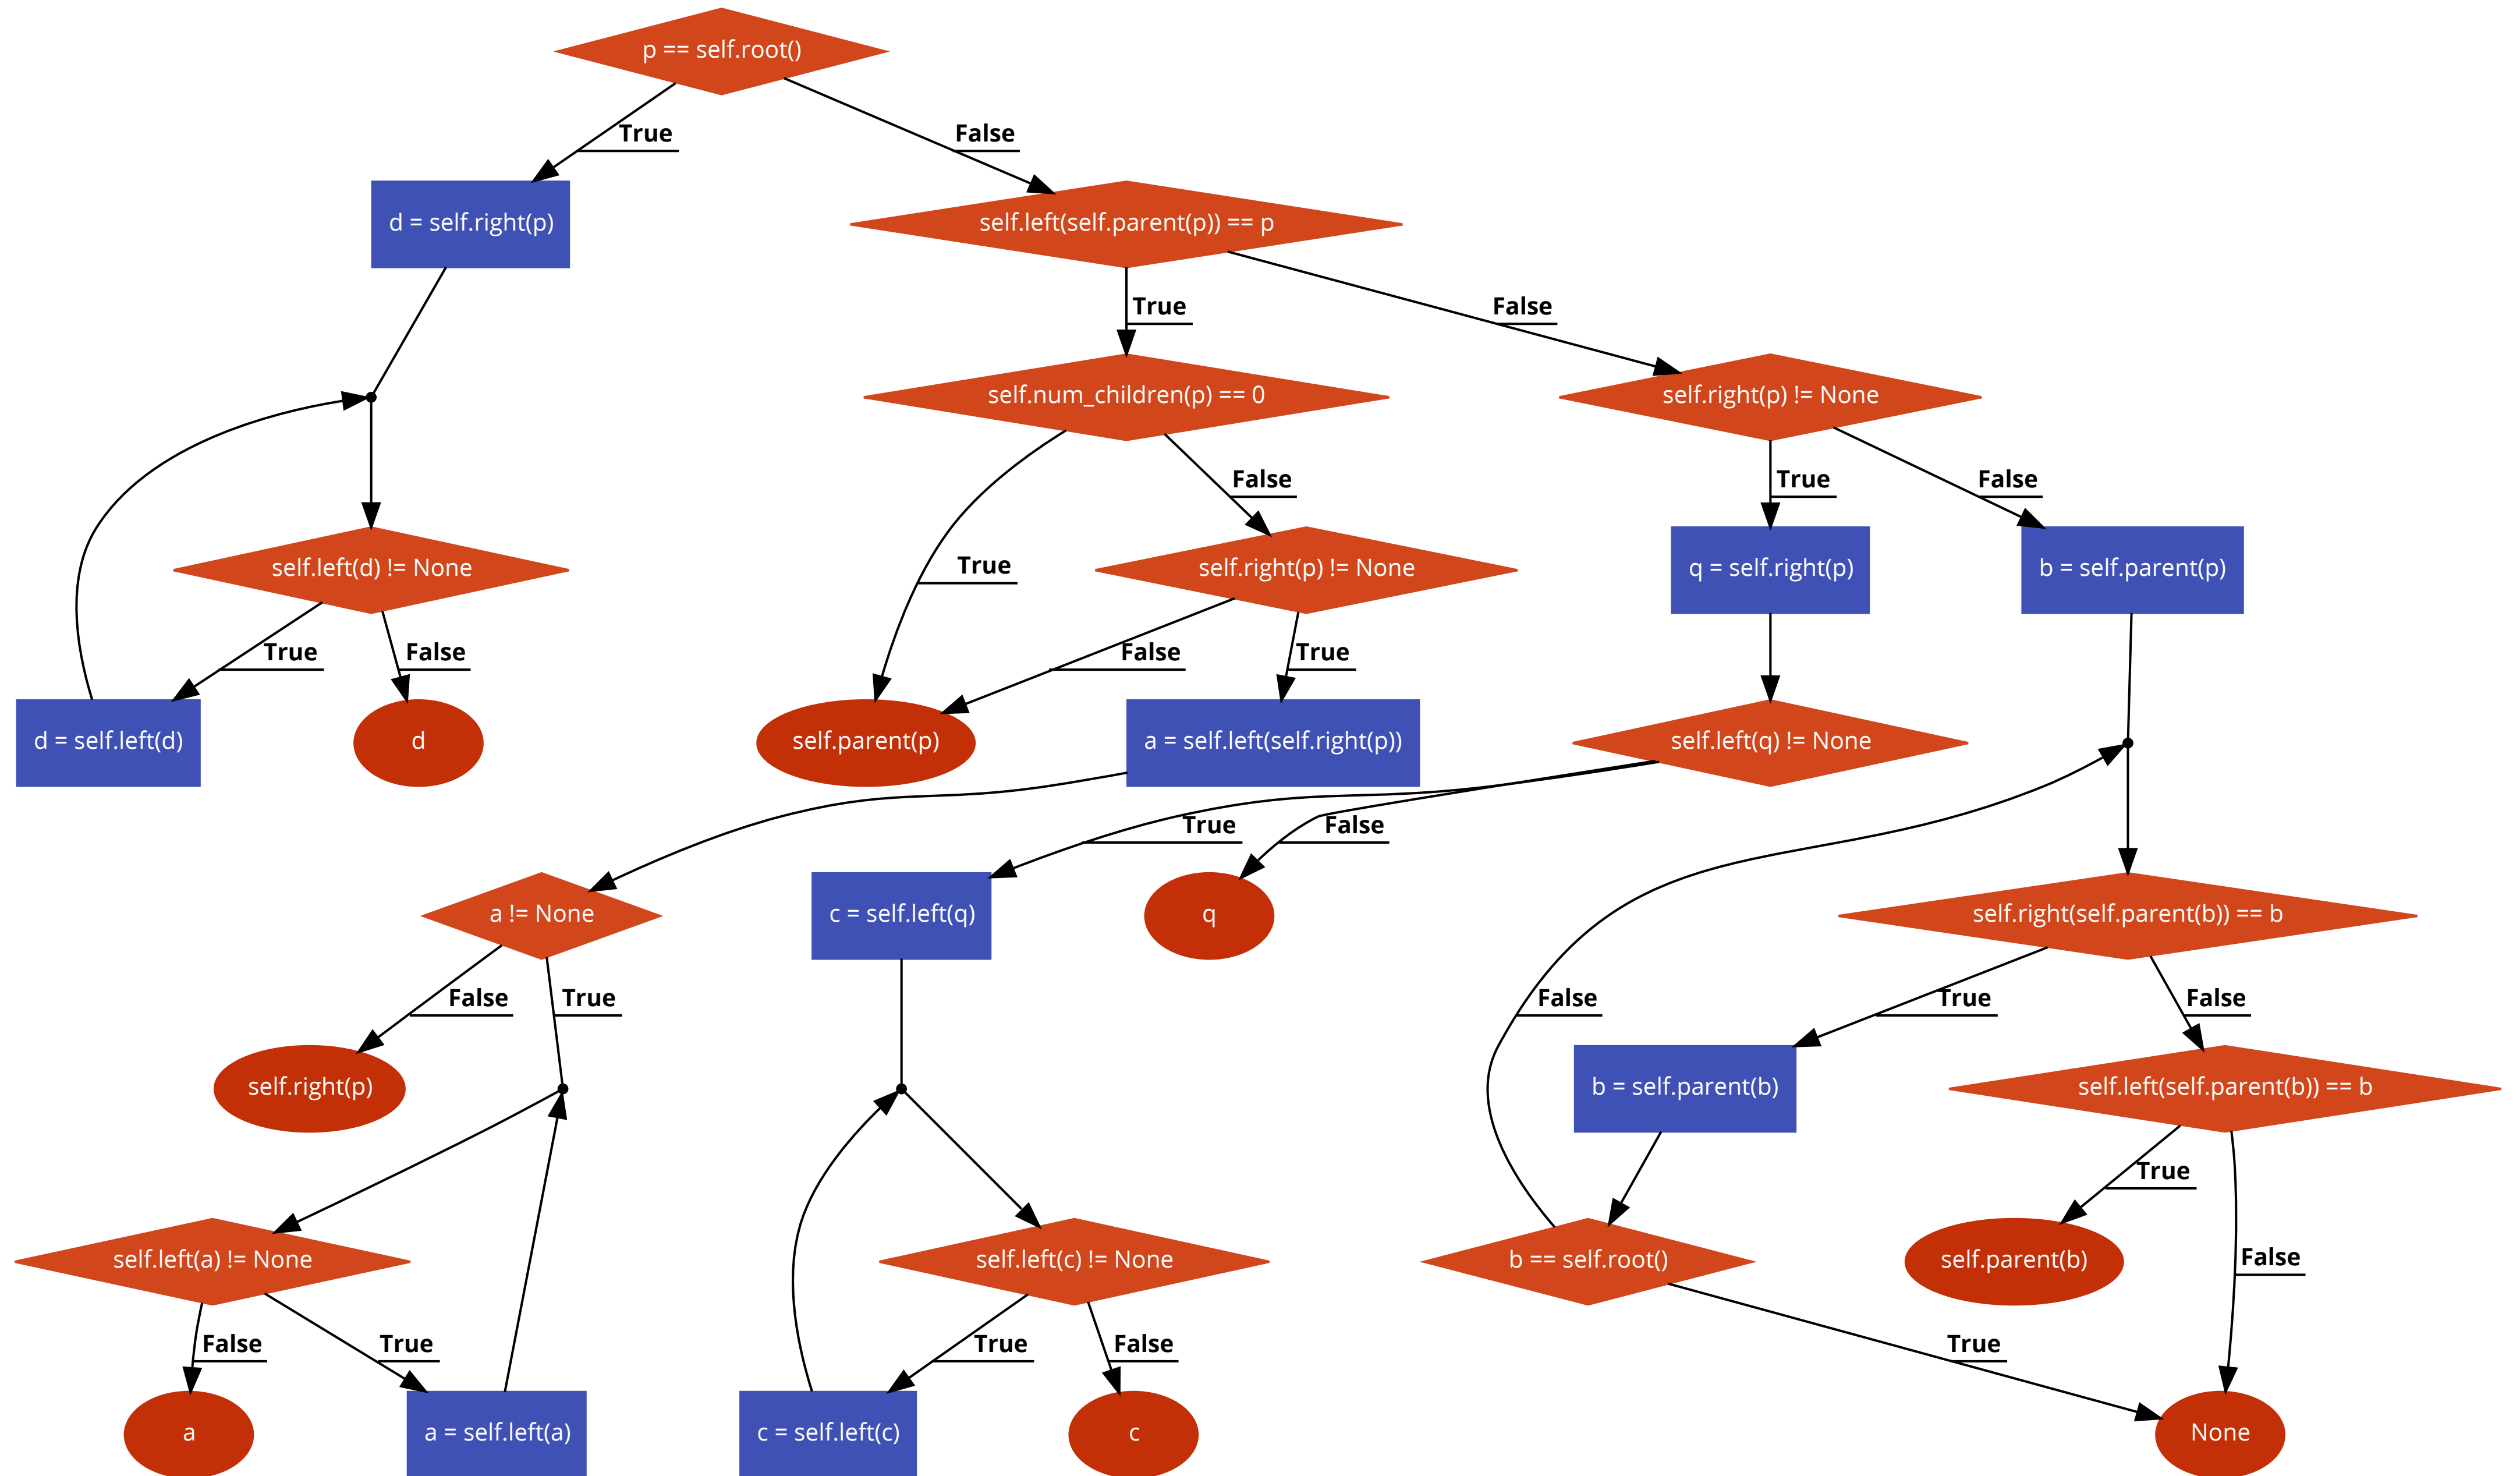 p == self.root()
True
False
d = self.right(p)
self.left(self.parent(p)) == p
True
False
self.num_children(p) == 0
self.right(p) != None
False
True
False
True
self.left(d) != None
self.right(p) != None
q = self.right(p)
b = self.parent(p)
True
False
False
True
d = self.left(d)
d
self.parent(p)
a = self.left(self.right(p))
self.left(q) != None
True
False
a != None
c = self.left(q)
q
self.right(self.parent(b)) == b
False
True
False
True
False
self.right(p)
b = self.parent(b)
self.left(self.parent(b)) == b
True
False
self.left(a) != None
self.left(c) != None
b == self.root()
self.parent(b)
False
True
True
False
True
a
a = self.left(a)
c = self.left(c)
c
None